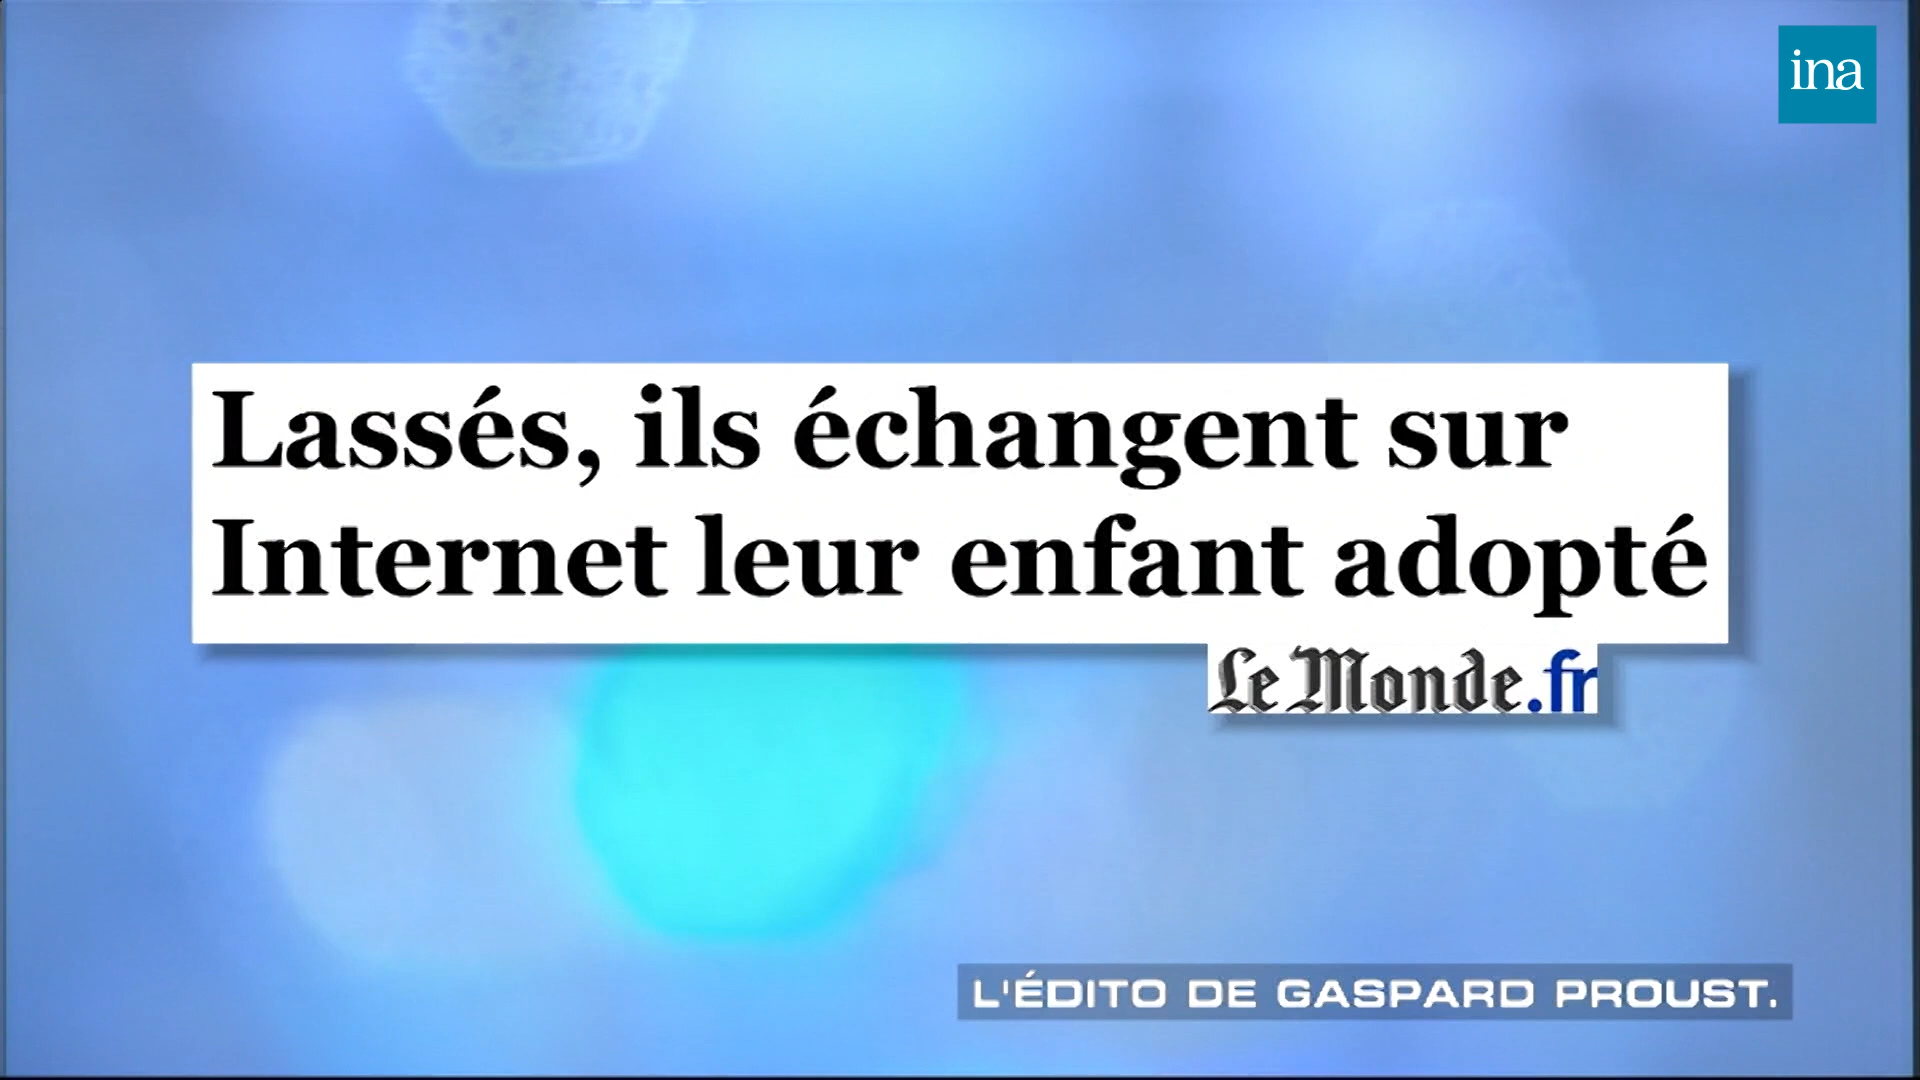 ina
Lassés, ils échangent sur
Internet leur enfant adopté
Le Monde.fr
L'ÉDITO DE GASPARD PROUST.